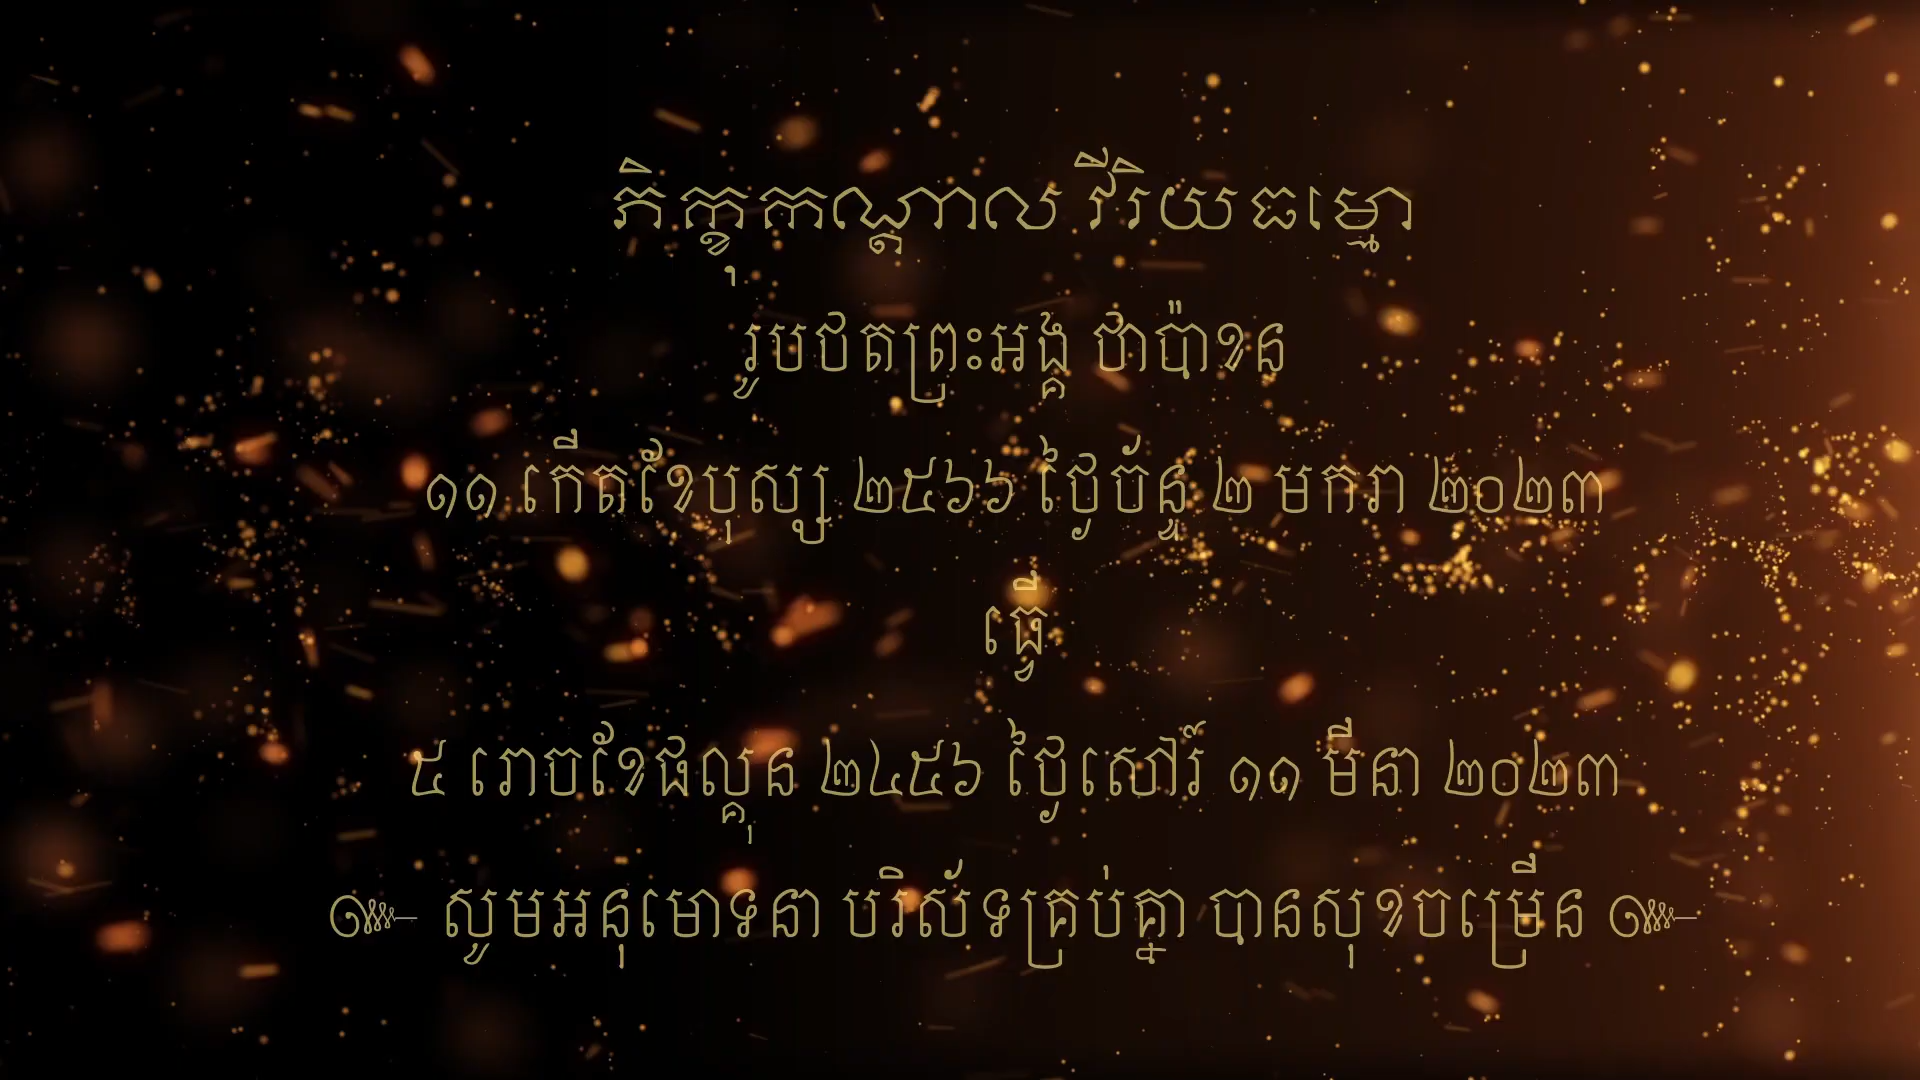 ភិក្ខុកណ្ដាល វីរិយធម្មោ
រូបថតព្រះអង្គ ថាប៉ាខន
១១ កើតខែបុស្ស ២៥៦៦ ថ្ងៃច័ន្ទ ២ មករា ២០២៣
ធ្វើ
៥ រោចខែផល្គុន ២៤៥៦ ថ្ងៃសៅរ៍ ១១ មីនា ២០២៣
៚ សូមអនុមោទនា បរិស័ទគ្រប់គ្នា បានសុខចម្រើន ៚